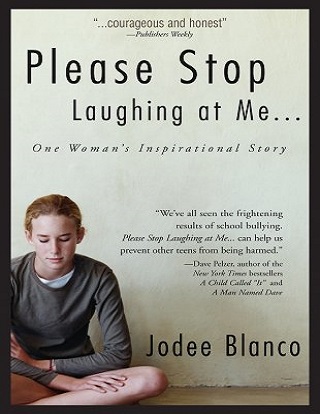 "...courageous and honest"
—Publishers Weekly
Please Stop
Laughing at Me...
One Woman's Inspirational Story
"We've all seen the frightening
results of school bullying.
Please Stop Laughing at Me... can help us
prevent other teens from being harmed."
—Dave Pelzer, author of the
New York Times bestsellers
A Child Called "It" and
A Man Named Dave
Jodee Blanco